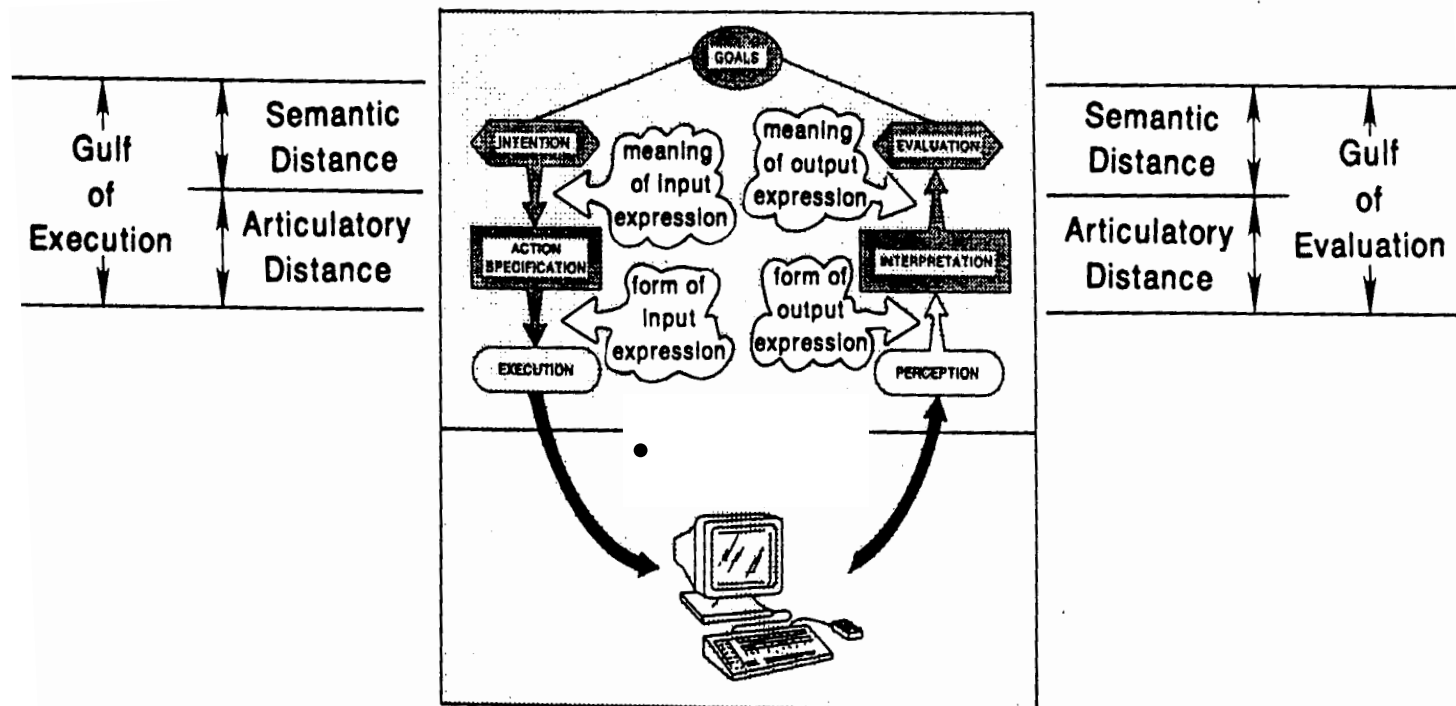 GOALS
Gulf
of
Execution
Semantic
Distance
Articulatory
Distance
INTENTION
meaning
of input
expression
ACTION
SPECIFICATION
form of
input
expression
EXECUTION
meaning
of output
expression
EVALUATION
form of
output
expression
INTERPRETATION
PERCEPTION
Semantic
Distance
Articulatory
Distance
Gulf
of
Evaluation